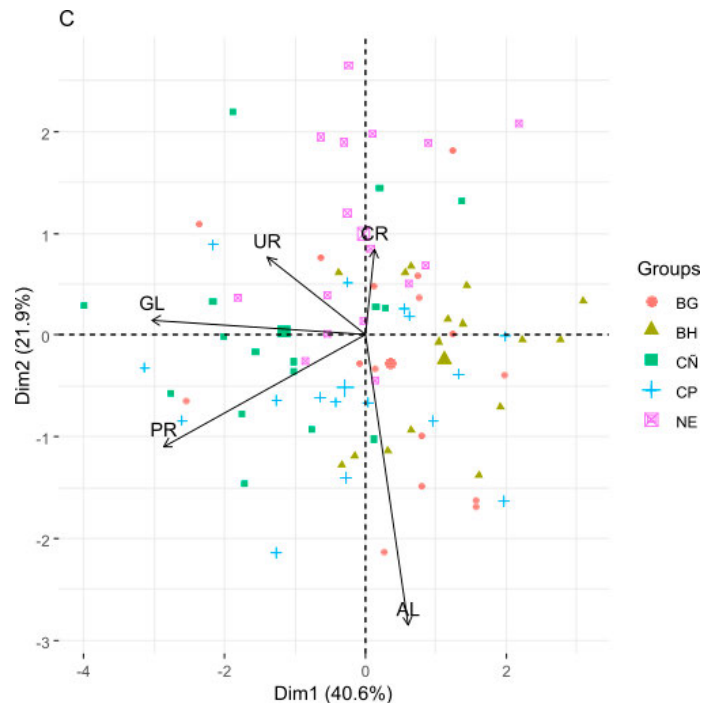 C
2
1
0
-1
-2
-3
Dim2 (21.9%)
UR
CR
GL
PR
AL
-4
-2
0
2
Dim1 (40.6%)
Groups
BG
BH
CÑ
CP
NE